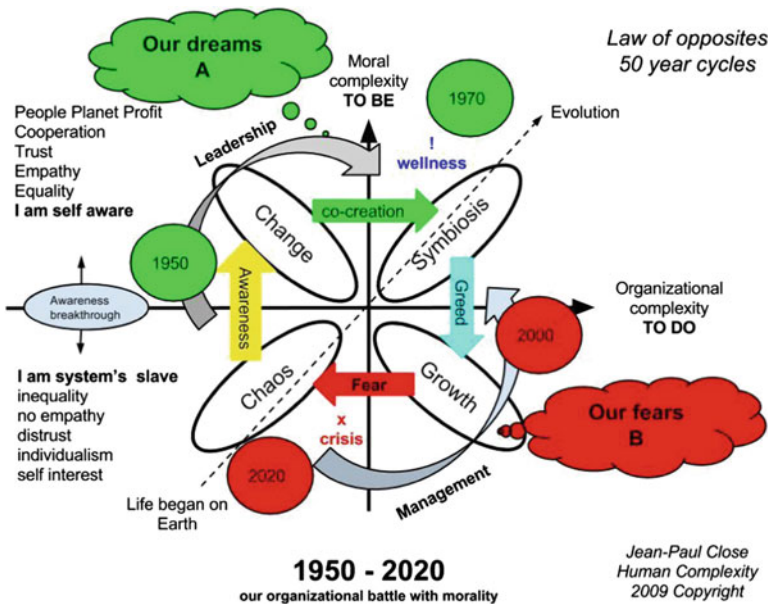 Our dreams
A
Moral
complexity
TO BE
Law of opposites
50 year cycles
1970
People Planet Profit
Cooperation
Trust
Empathy
Equality
I am self aware
Leadership
!
wellness
Evolution
Change
co-creation
Symbiosis
1950
Awareness
Greed
Awareness
breakthrough
Organizational
complexity
TO DO
2000
I am system's slave
inequality
no empathy
distrust
individualism
self interest
Chaos
Fear
Growth
x
crisis
Our fears
B
2020
Life began on
Earth
Management
1950 - 2020
our organizational battle with morality
Jean-Paul Close
Human Complexity
2009 Copyright